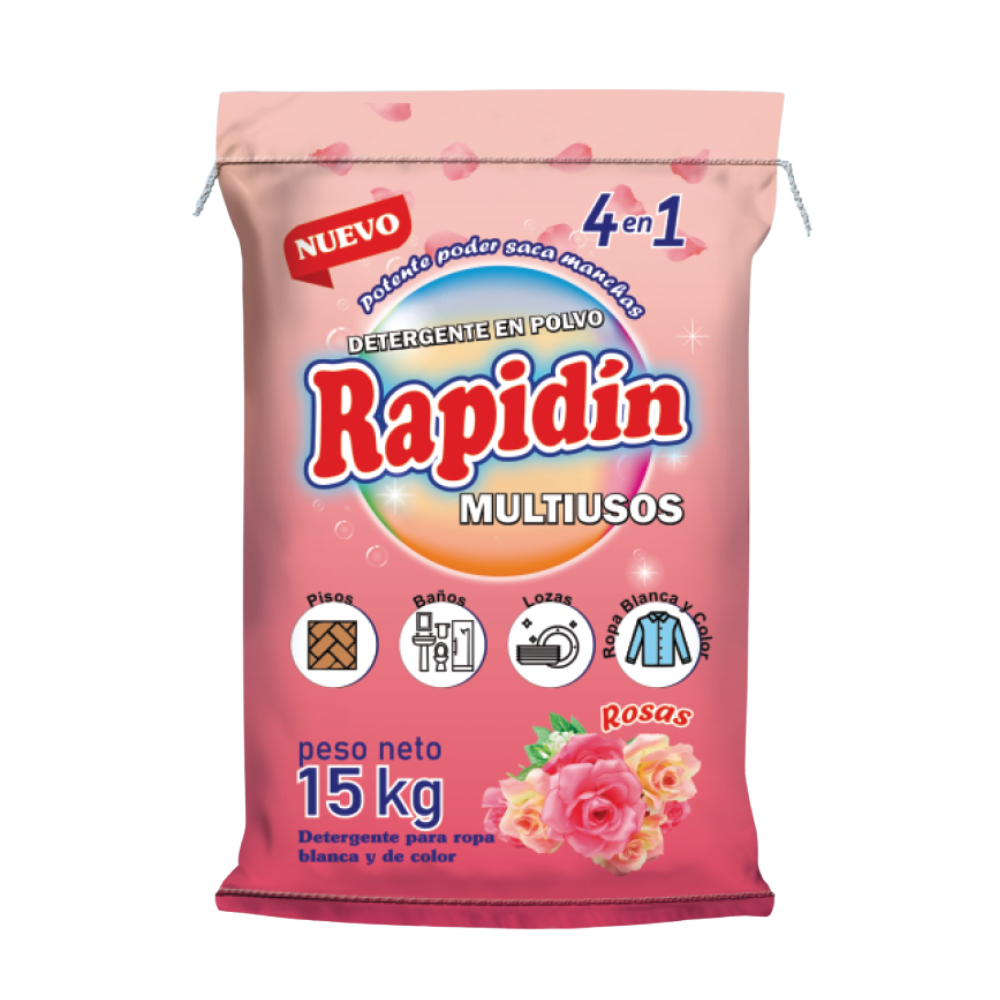 NUEVO
4 en 1
potente poder saca manchas
DETERGENTE EN POLVO
Rapidín
MULTIUSOS
Pisos
Baños
Lozas
Ropa Blanca y Color
Rosas
peso neto
15 kg
Detergente para ropa
blanca y de color